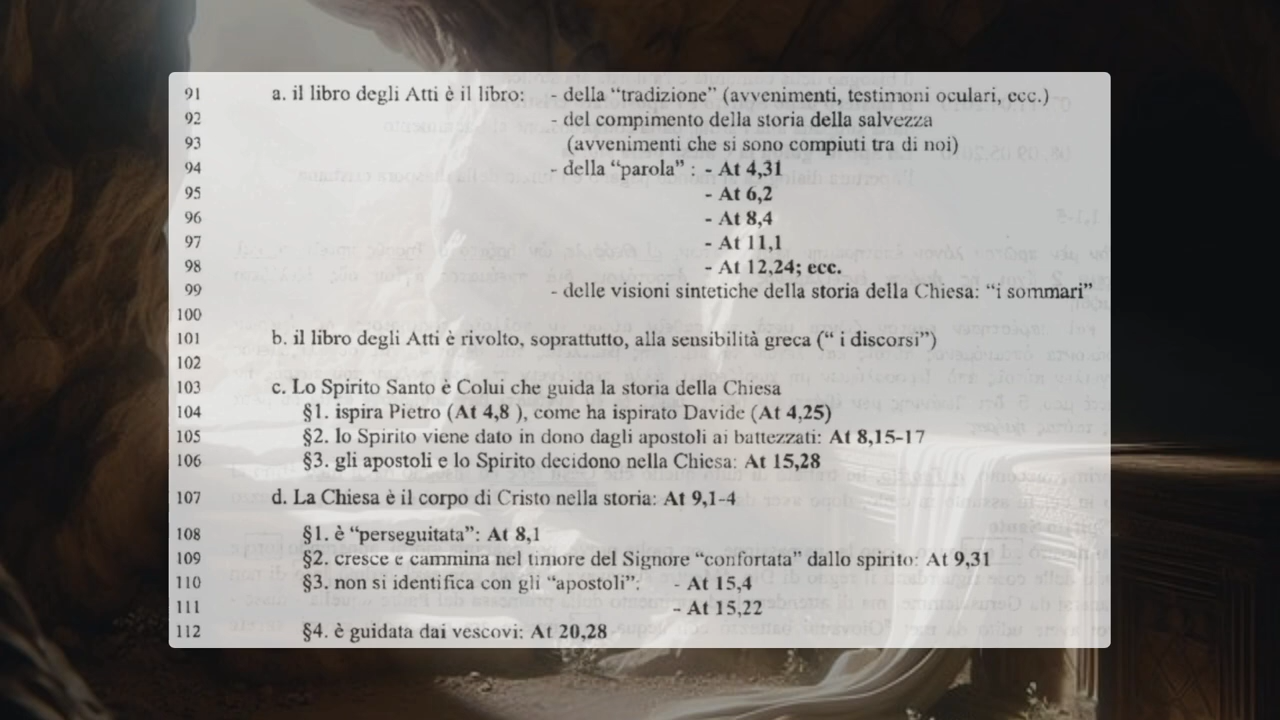 91 a. il libro degli Atti è il libro: - della “tradizione” (avvenimenti, testimoni oculari, ecc.)
92 - del compimento della storia della salvezza
93 (avvenimenti che si sono compiuti tra di noi)
94 - della “parola” : - At 4,31
95 - At 6,2
96 - At 8,4
97 - At 11,1
98 - At 12,24; ecc.
99 - delle visioni sintetiche della storia della Chiesa: “i sommari”
100
101 b. il libro degli Atti è rivolto, soprattutto, alla sensibilità greca (“ i discorsi”)
102
103 c. Lo Spirito Santo è Colui che guida la storia della Chiesa
104 §1. ispira Pietro (At 4,8 ), come ha ispirato Davide (At 4,25)
105 §2. lo Spirito viene dato in dono dagli apostoli ai battezzati: At 8,15-17
106 §3. gli apostoli e lo Spirito decidono nella Chiesa: At 15,28
107 d. La Chiesa è il corpo di Cristo nella storia: At 9,1-4
108 §1. è “perseguitata”: At 8,1
109 §2. cresce e cammina nel timore del Signore “confortata” dallo spirito: At 9,31
110 §3. non si identifica con gli “apostoli”: - At 15,4
111 - At 15,22
112 §4. è guidata dai vescovi: At 20,28